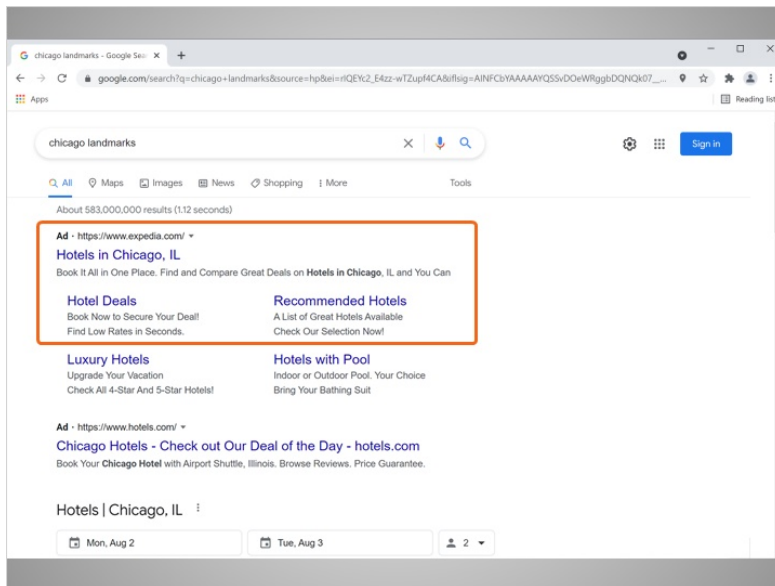 chicago landmarks - Google Sea
google.com/search?q=chicago+landmarks&source=hp&ei=rIQEYc2_E4zz-wTZupf4CA&iflsig=AINFCbYAAAAAYQSSvDOeWRggbDQNQk07__...
Apps
Reading list
chicago landmarks
Sign in
All Maps Images News Shopping More Tools
About 583,000,000 results (1.12 seconds)
Ad · https://www.expedia.com/
Hotels in Chicago, IL
Book It All in One Place. Find and Compare Great Deals on Hotels in Chicago, IL and You Can
Hotel Deals Recommended Hotels
Book Now to Secure Your Deal! A List of Great Hotels Available
Find Low Rates in Seconds. Check Our Selection Now!
Luxury Hotels Hotels with Pool
Upgrade Your Vacation Indoor or Outdoor Pool. Your Choice
Check All 4-Star And 5-Star Hotels! Bring Your Bathing Suit
Ad · https://www.hotels.com/
Chicago Hotels - Check out Our Deal of the Day - hotels.com
Book Your Chicago Hotel with Airport Shuttle, Illinois. Browse Reviews. Price Guarantee.
Hotels | Chicago, IL
Mon, Aug 2 Tue, Aug 3 2